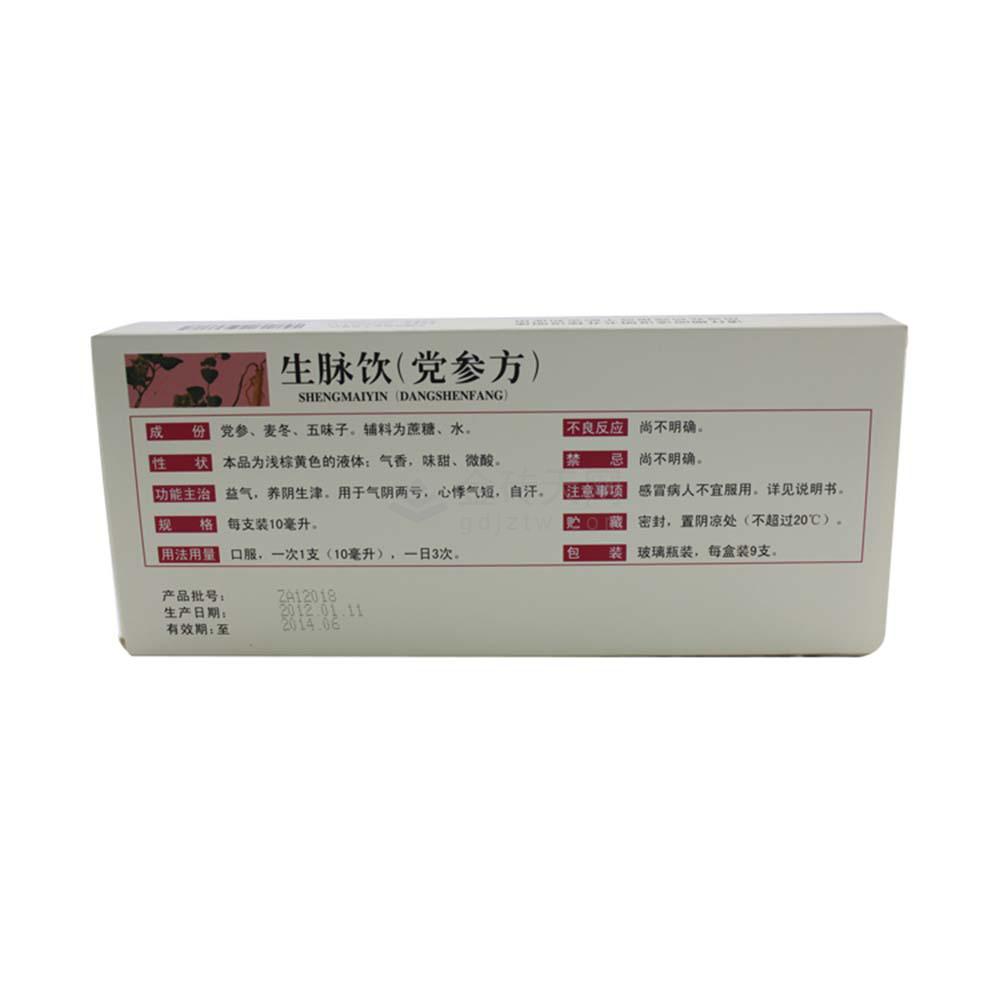 生脉饮(党参方)
SHENGMAIYIN (DANGSHENFANG)
成 份 党参、麦冬、五味子。辅料为蔗糖、水。
性 状 本品为浅棕黄色的液体；气香，味甜、微酸。
功能主治 益气，养阴生津。用于气阴两亏，心悸气短，自汗。
规 格 每支装10毫升。
用法用量 口服，一次1支（10毫升），一日3次。
不良反应 尚不明确。
禁 忌 尚不明确。
注意事项 感冒病人不宜服用。详见说明书。
贮 藏 密封，置阴凉处（不超过20℃）。
包 装 玻璃瓶装，每盒装9支。
产品批号： ZA12018
生产日期： 2012.01.11
有效期：至 2014.06